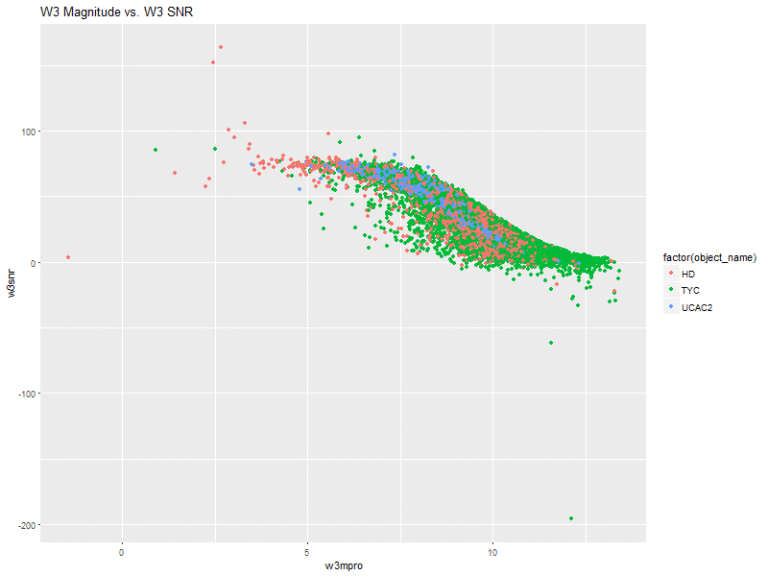 W3 Magnitude vs. W3 SNR
w3snr
100
0
-100
-200
0
5
10
w3mpro
factor(object_name)
HD
TYC
UCAC2